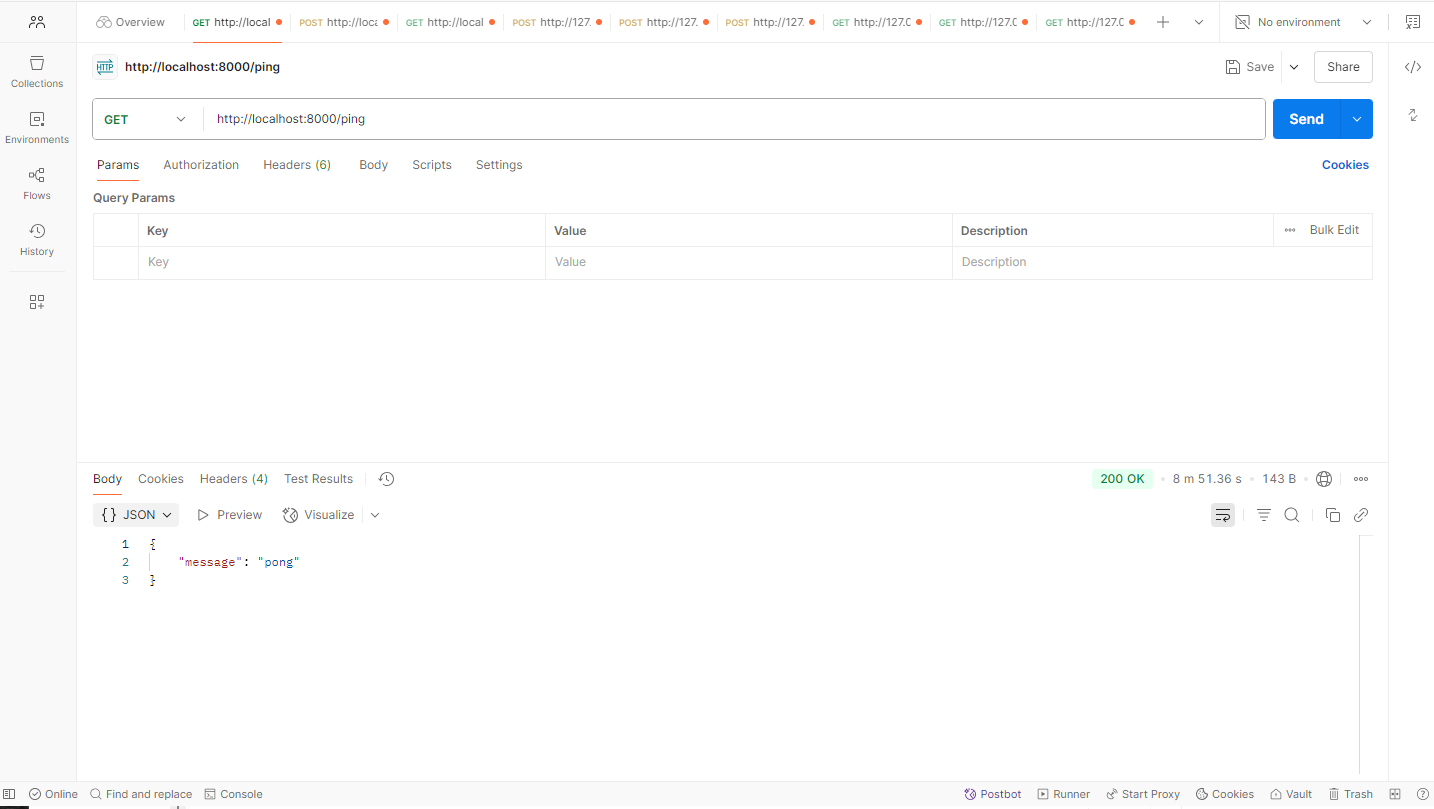 Overview
GET http://local
POST http://loca
GET http://local
POST http://127.
POST http://127.
POST http://127.
GET http://127.0
GET http://127.0
GET http://127.0
No environment
HTTP
http://localhost:8000/ping
Save
Share
Collections
Environments
Flows
History
GET
http://localhost:8000/ping
Send
Params
Authorization
Headers (6)
Body
Scripts
Settings
Cookies
Query Params
Key
Value
Description
Bulk Edit
Key
Value
Description
Body
Cookies
Headers (4)
Test Results
200 OK
8 m 51.36 s
143 B
{} JSON
Preview
Visualize
1 {
2 "message": "pong"
3 }
Online
Find and replace
Console
Postbot
Runner
Start Proxy
Cookies
Vault
Trash